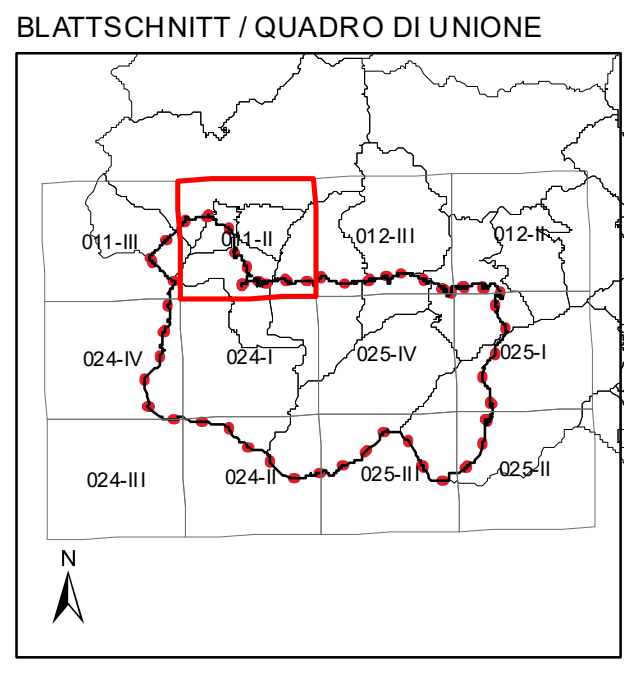 BLATTSCHNITT / QUADRO DI UNIONE
011-III
011-II
012-III
012-II
024-IV
024-I
025-IV
025-I
024-III
024-II
025-III
025-II
N